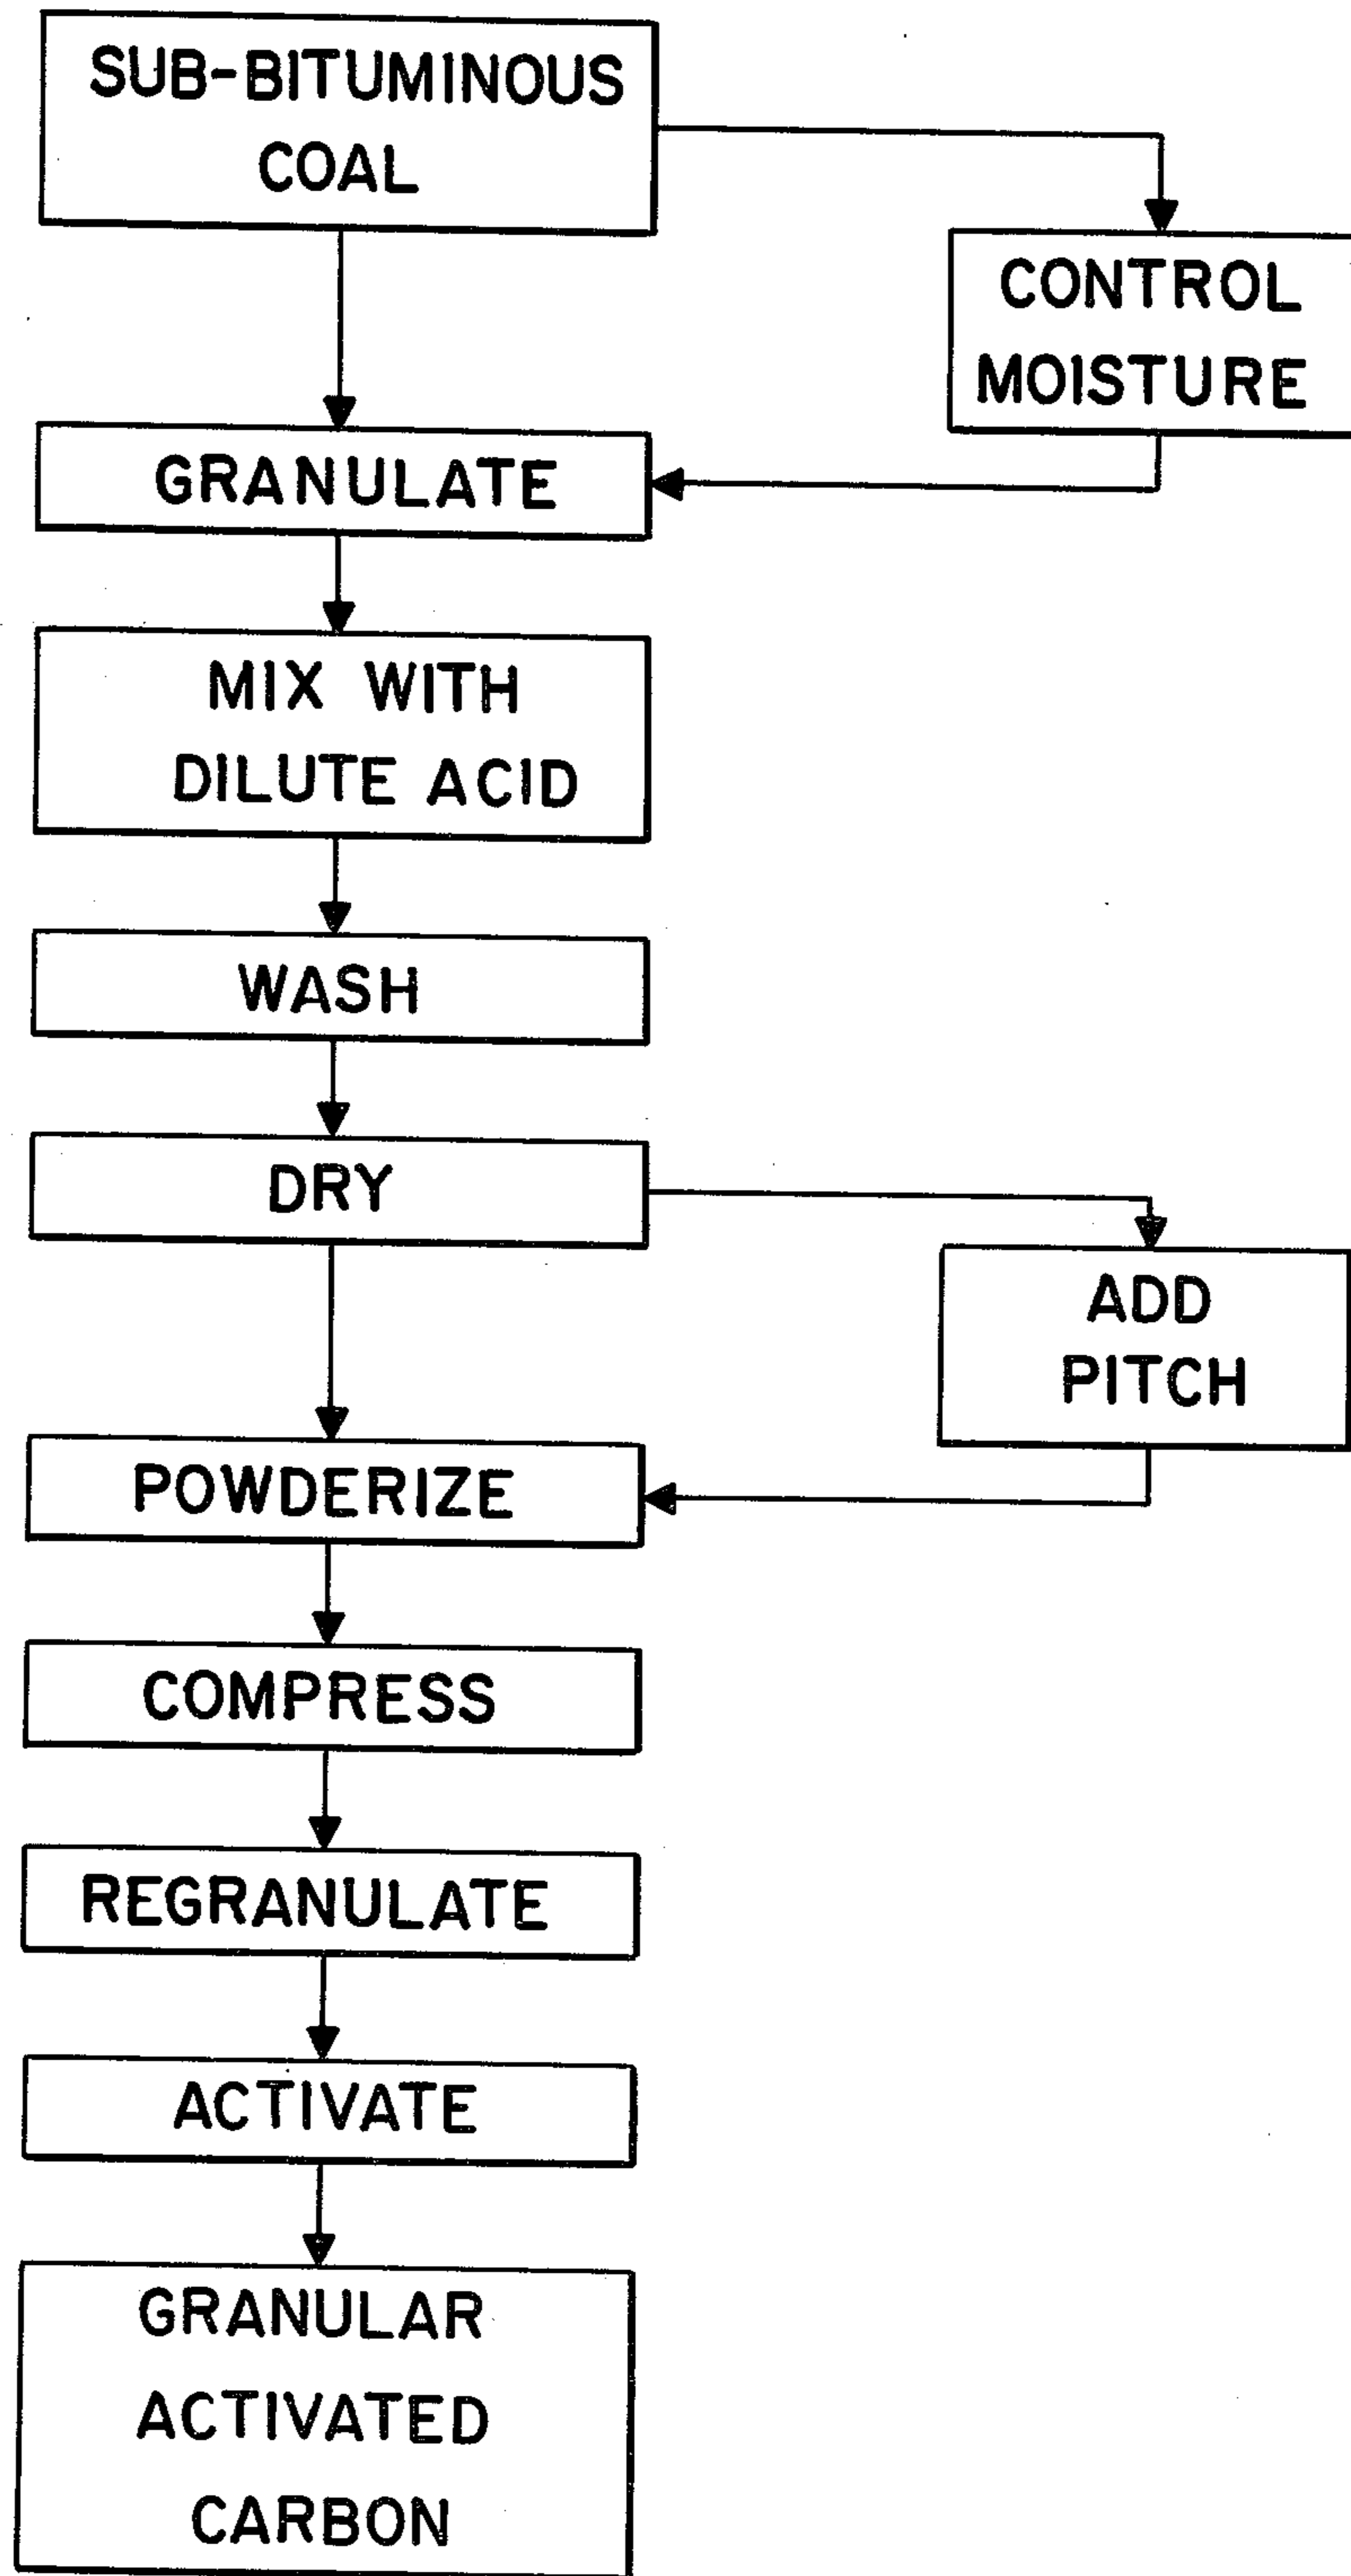 SUB-BITUMINOUS
COAL
CONTROL
MOISTURE
GRANULATE
MIX WITH
DILUTE ACID
WASH
DRY
ADD
PITCH
POWDERIZE
COMPRESS
REGRANULATE
ACTIVATE
GRANULAR
ACTIVATED
CARBON